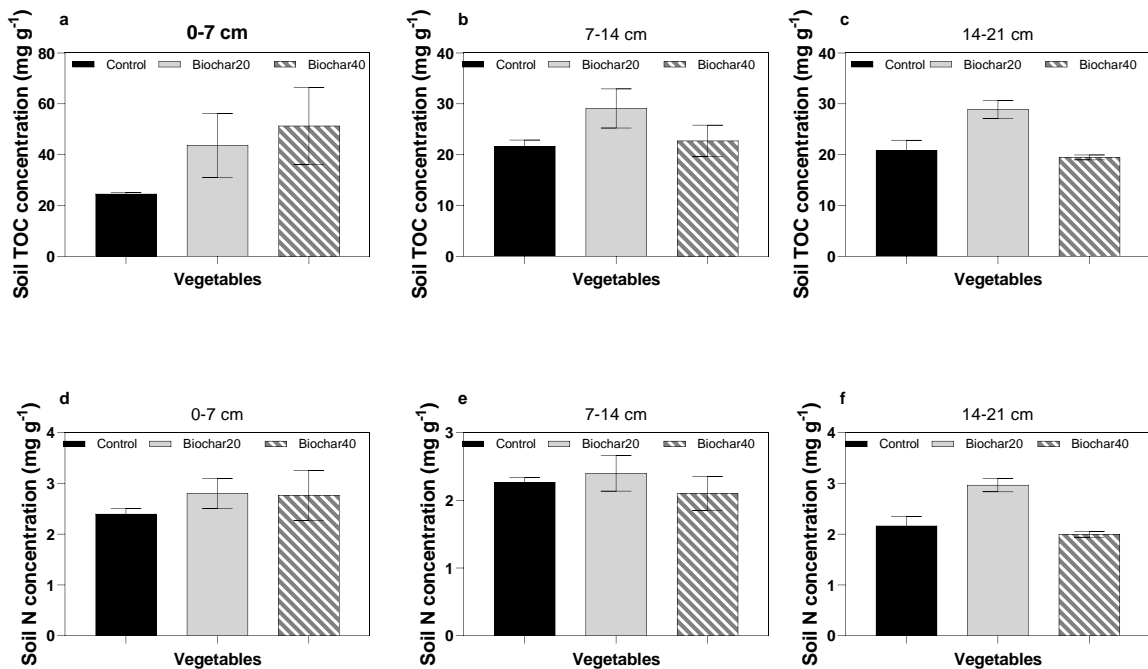 a
0-7 cm
Soil TOC concentration (mg g-1)
80
60
40
20
0
Control
Biochar20
Biochar40
Vegetables
b
7-14 cm
Soil TOC concentration (mg g-1)
40
30
20
10
0
Control
Biochar20
Biochar40
Vegetables
c
14-21 cm
Soil TOC concentration (mg g-1)
40
30
20
10
0
Control
Biochar20
Biochar40
Vegetables
d
0-7 cm
Soil N concentration (mg g-1)
4
3
2
1
0
Control
Biochar20
Biochar40
Vegetables
e
7-14 cm
Soil N concentration (mg g-1)
3
2
1
0
Control
Biochar20
Biochar40
Vegetables
f
14-21 cm
Soil N concentration (mg g-1)
4
3
2
1
0
Control
Biochar20
Biochar40
Vegetables